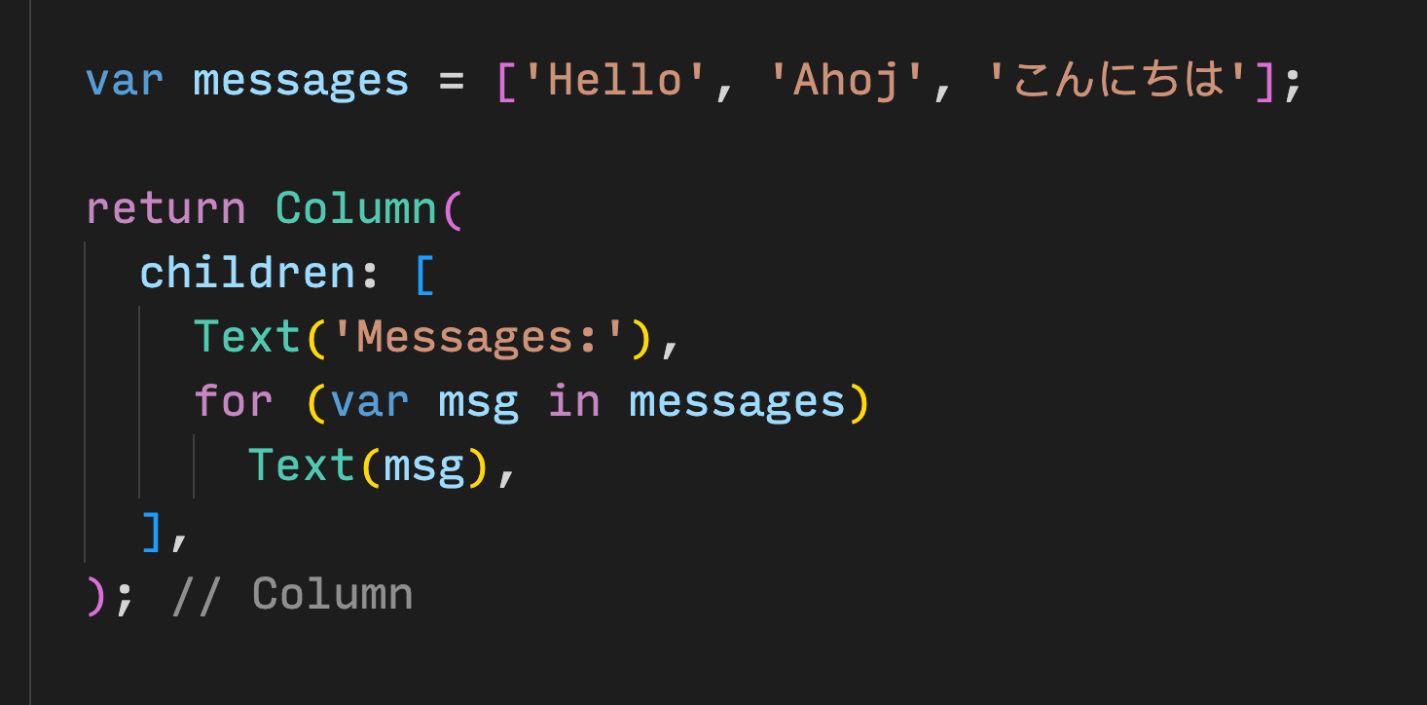 var messages = ['Hello', 'Ahoj', 'こんにちは'];
return Column(
children: [
Text('Messages:'),
for (var msg in messages)
Text(msg),
],
); // Column